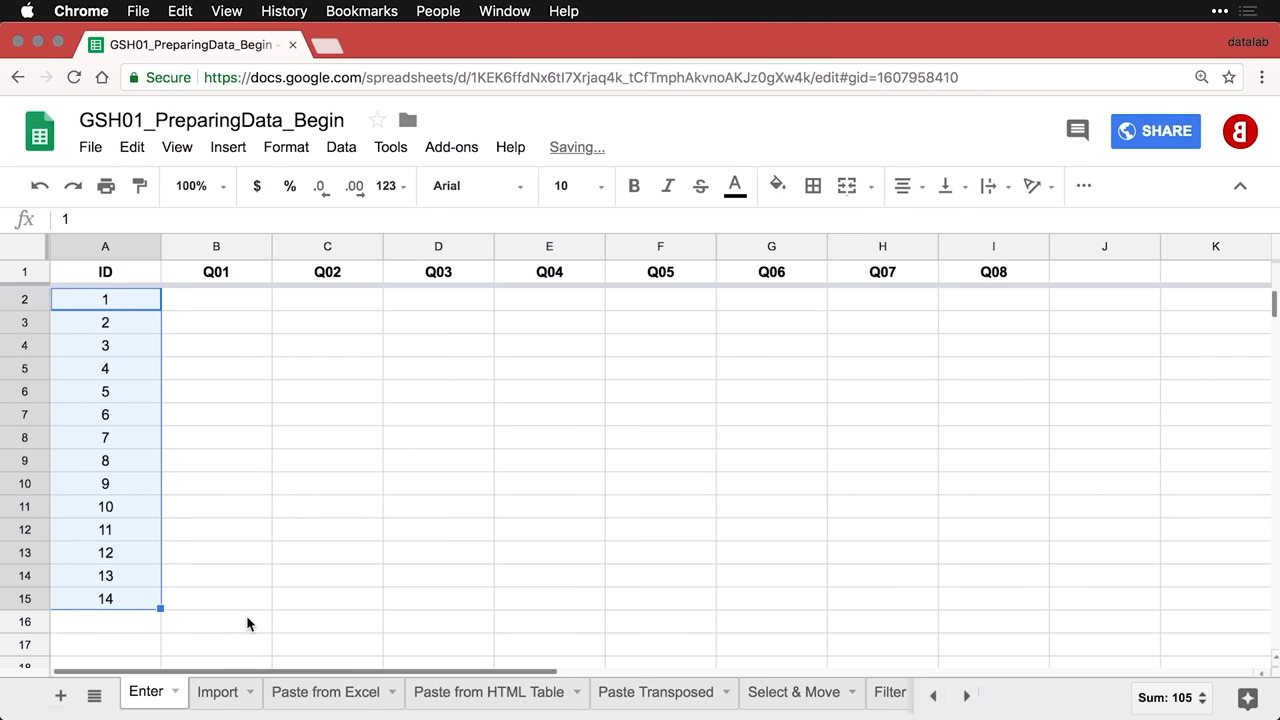 Chrome File Edit View History Bookmarks People Window Help
GSH01_PreparingData_Begin - datalab
Secure https://docs.google.com/spreadsheets/d/1KEK6ffdNx6tI7Xrjaq4k_tCfTmphAkvnoAKJz0gXw4k/edit#gid=1607958410
GSH01_PreparingData_Begin
SHARE
File Edit View Insert Format Data Tools Add-ons Help Saving...
100% $ % .0 .00 123 Arial 10 B I S A
fx 1
A B C D E F G H I J K
1 ID Q01 Q02 Q03 Q04 Q05 Q06 Q07 Q08
2 1
3 2
4 3
5 4
6 5
7 6
8 7
9 8
10 9
11 10
12 11
13 12
14 13
15 14
16
17
18
Enter Import Paste from Excel Paste from HTML Table Paste Transposed Select & Move Filter Sum: 105